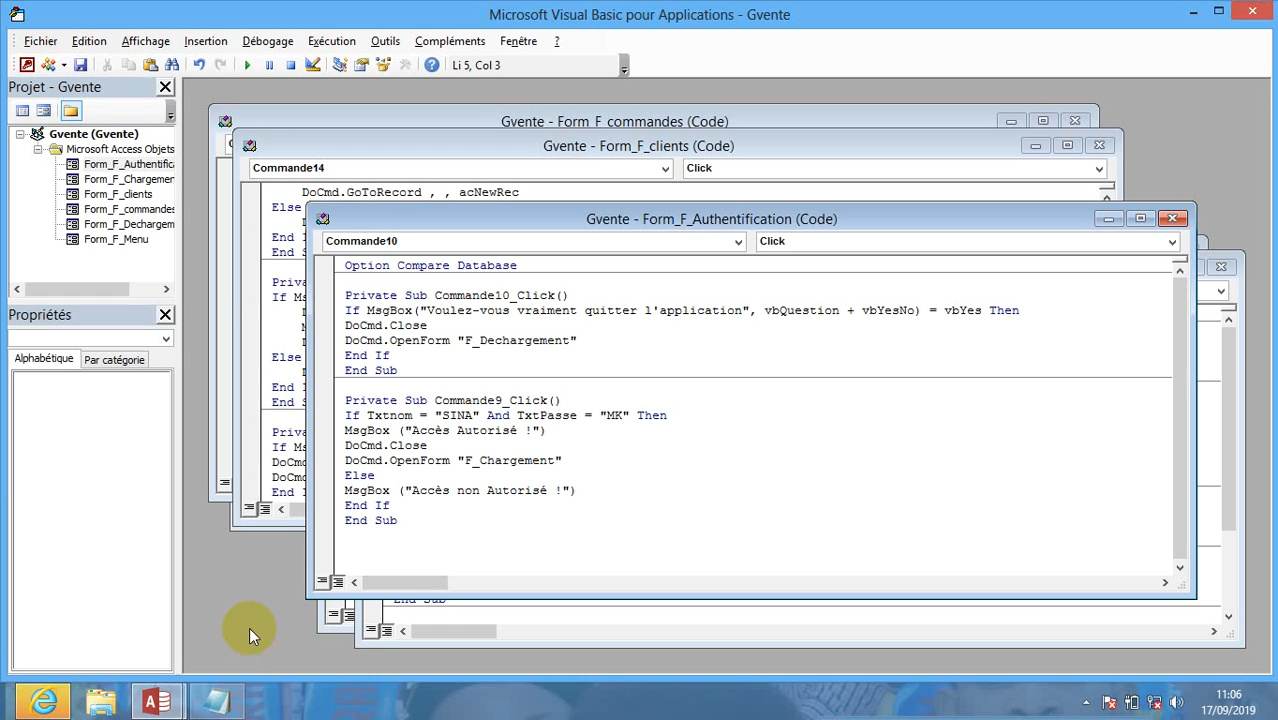 Microsoft Visual Basic pour Applications - Gvente
Fichier Edition Affichage Insertion Débogage Exécution Outils Compléments Fenêtre ?
Li 5, Col 3
Projet - Gvente
Gvente (Gvente)
Microsoft Access Objets
Form_F_Authentifica
Form_F_Chargemen
Form_F_clients
Form_F_commandes
Form_F_Dechargem
Form_F_Menu
Propriétés
Alphabétique Par catégorie
Gvente - Form_F_commandes (Code)
Gvente - Form_F_clients (Code)
Commande14 Click
DoCmd.GoToRecord , , acNewRec
Else
End I
End S
Priva
If Ms
Else
End I
End S
Priva
If Ms
DoCmd
DoCmd
End I
Gvente - Form_F_Authentification (Code)
Commande10 Click
Option Compare Database
Private Sub Commande10_Click()
If MsgBox("Voulez-vous vraiment quitter l'application", vbQuestion + vbYesNo) = vbYes Then
DoCmd.Close
DoCmd.OpenForm "F_Dechargement"
End If
End Sub
Private Sub Commande9_Click()
If Txtnom = "SINA" And TxtPasse = "MK" Then
MsgBox ("Accès Autorisé !")
DoCmd.Close
DoCmd.OpenForm "F_Chargement"
Else
MsgBox ("Accès non Autorisé !")
End If
End Sub
End Sub
11:06
17/09/2019